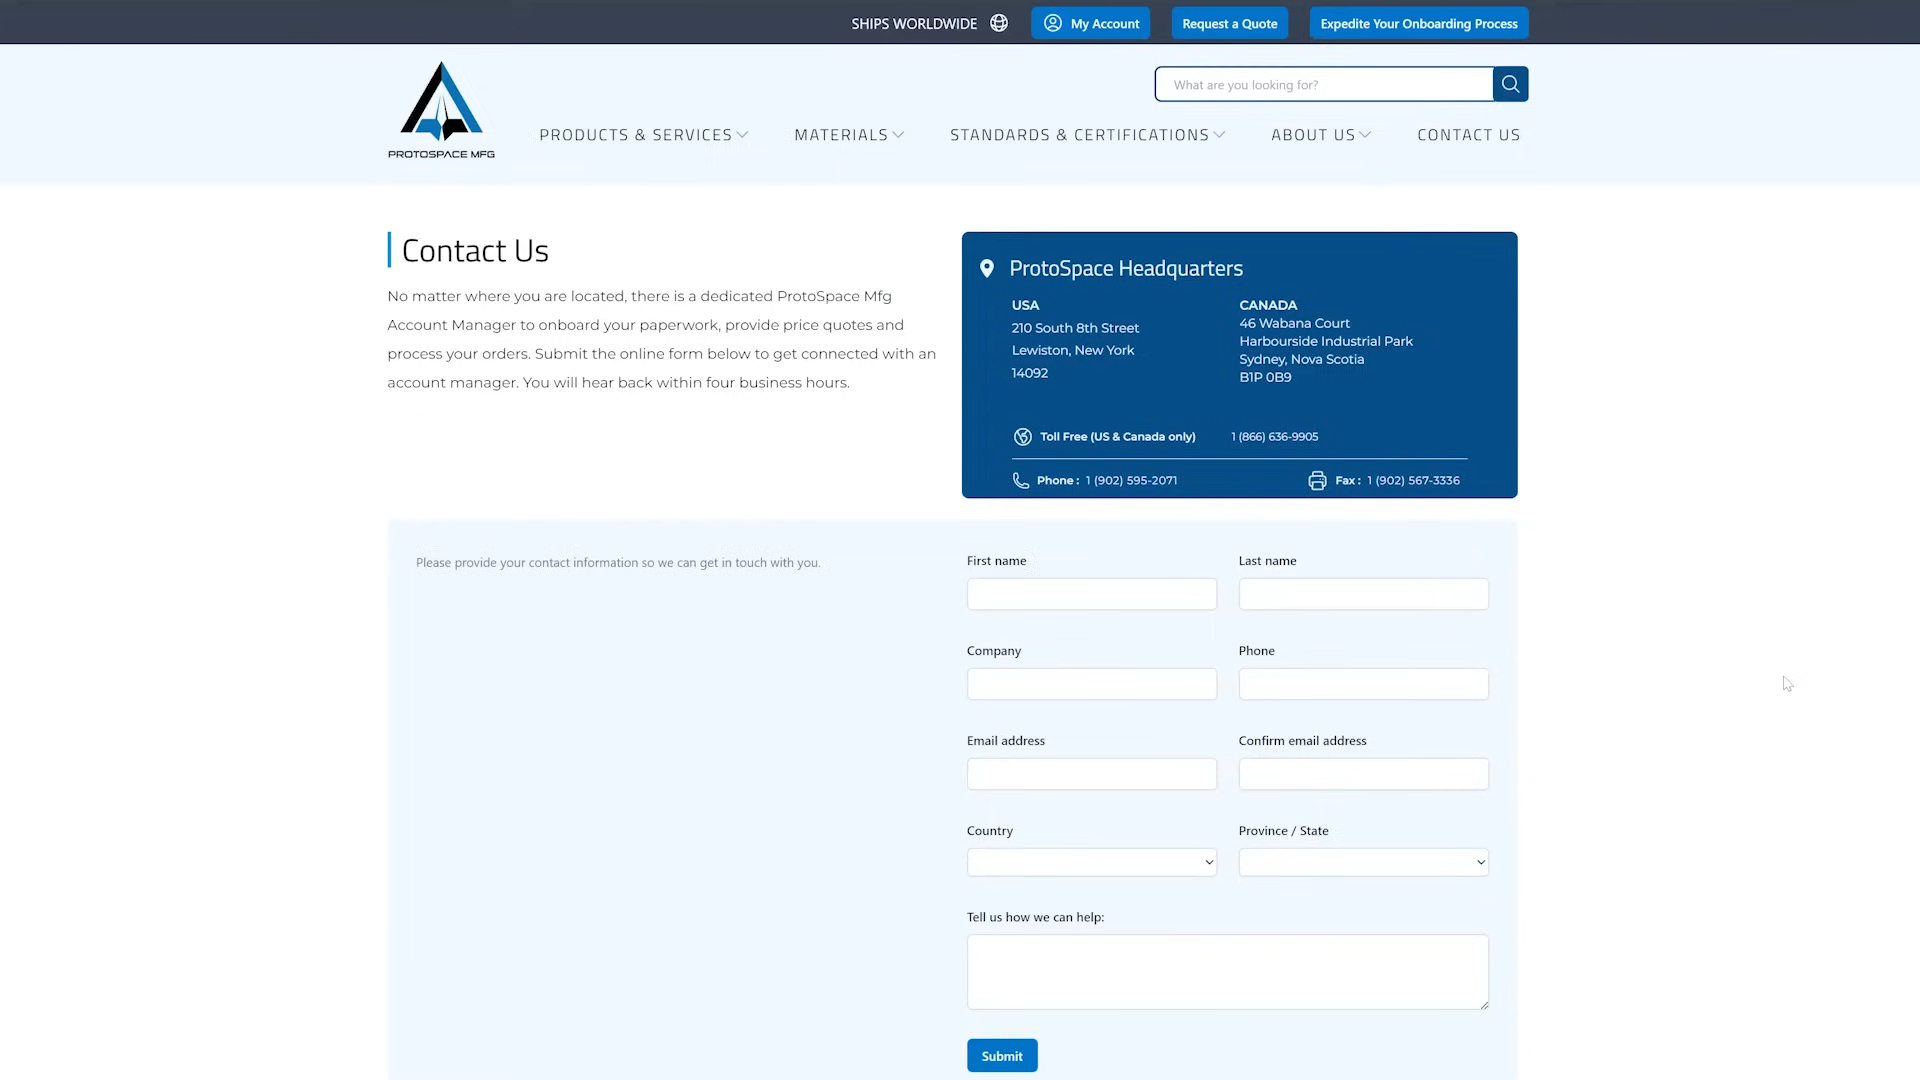 SHIPS WORLDWIDE
My Account
Request a Quote
Expedite Your Onboarding Process
What are you looking for?
PROTOSPACE MFG
PRODUCTS & SERVICES
MATERIALS
STANDARDS & CERTIFICATIONS
ABOUT US
CONTACT US
Contact Us
No matter where you are located, there is a dedicated ProtoSpace Mfg
Account Manager to onboard your paperwork, provide price quotes and
process your orders. Submit the online form below to get connected with an
account manager. You will hear back within four business hours.
ProtoSpace Headquarters
USA
210 South 8th Street
Lewiston, New York
14092
CANADA
46 Wabana Court
Harbourside Industrial Park
Sydney, Nova Scotia
B1P 0B9
Toll Free (US & Canada only) 1 (866) 636-9905
Phone : 1 (902) 595-2071
Fax : 1 (902) 567-3336
Please provide your contact information so we can get in touch with you.
First name
Last name
Company
Phone
Email address
Confirm email address
Country
Province / State
Tell us how we can help:
Submit